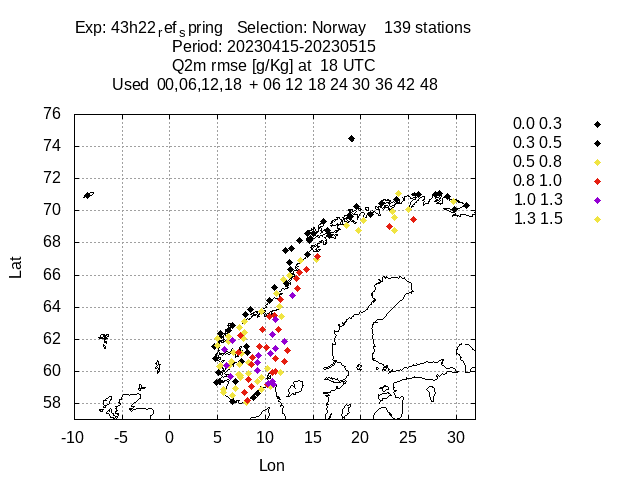 Exp: 43h22ref spring   Selection: Norway    139 stations
Period: 20230415-20230515
Q2m rmse [g/Kg] at  18 UTC
Used  00,06,12,18  + 06 12 18 24 30 36 42 48
76
74
72
70
68
66
64
62
60
58
-10 -5 0 5 10 15 20 25 30
Lat
Lon
0.0 0.3
0.3 0.5
0.5 0.8
0.8 1.0
1.0 1.3
1.3 1.5